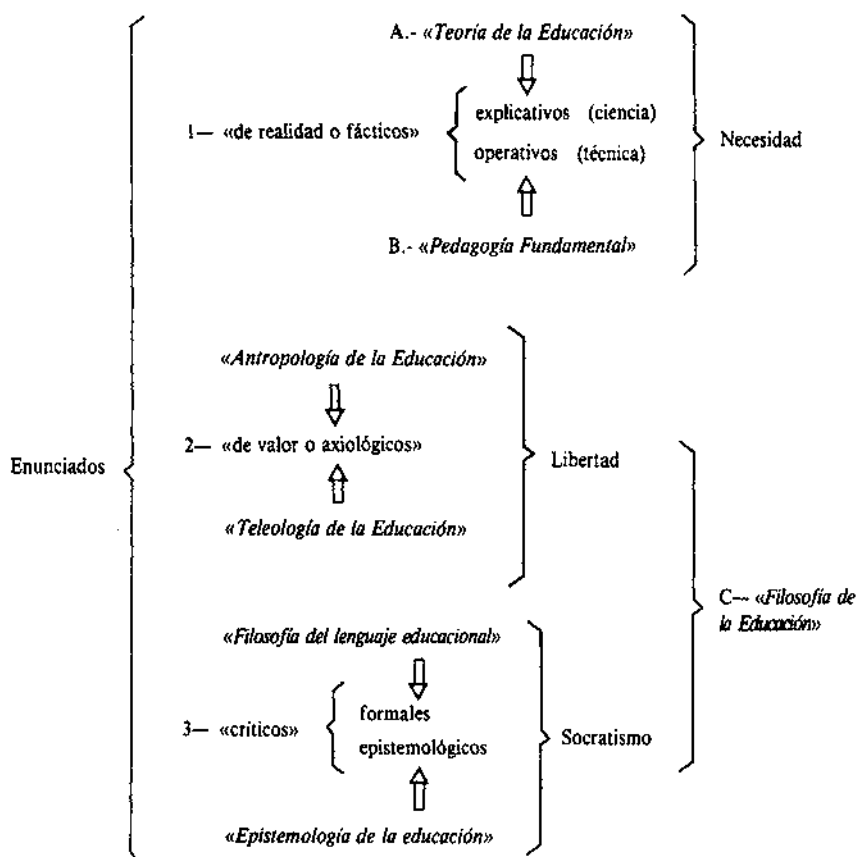 A.- «Teoría de la Educación»
1— «de realidad o fácticos»
explicativos (ciencia)
operativos (técnica)
Necesidad
B.- «Pedagogía Fundamental»
«Antropología de la Educación»
2— «de valor o axiológicos»
Libertad
Enunciados
«Teleología de la Educación»
C— «Filosofía de
la Educación»
«Filosofía del lenguaje educacional»
3— «críticos»
formales
epistemológicos
Socratismo
«Epistemología de la educación»